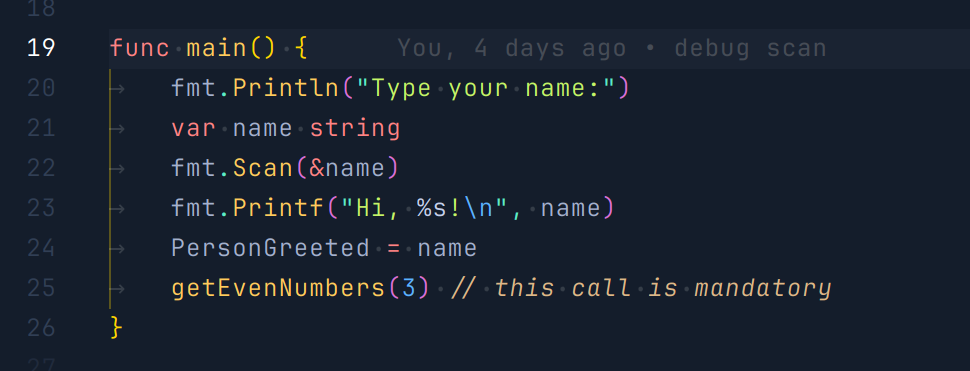 18
19 func main() {    You, 4 days ago • debug scan
20     fmt.Println("Type your name:")
21     var name string
22     fmt.Scan(&name)
23     fmt.Printf("Hi, %s!\n", name)
24     PersonGreeted = name
25     getEvenNumbers(3) // this call is mandatory
26 }
27